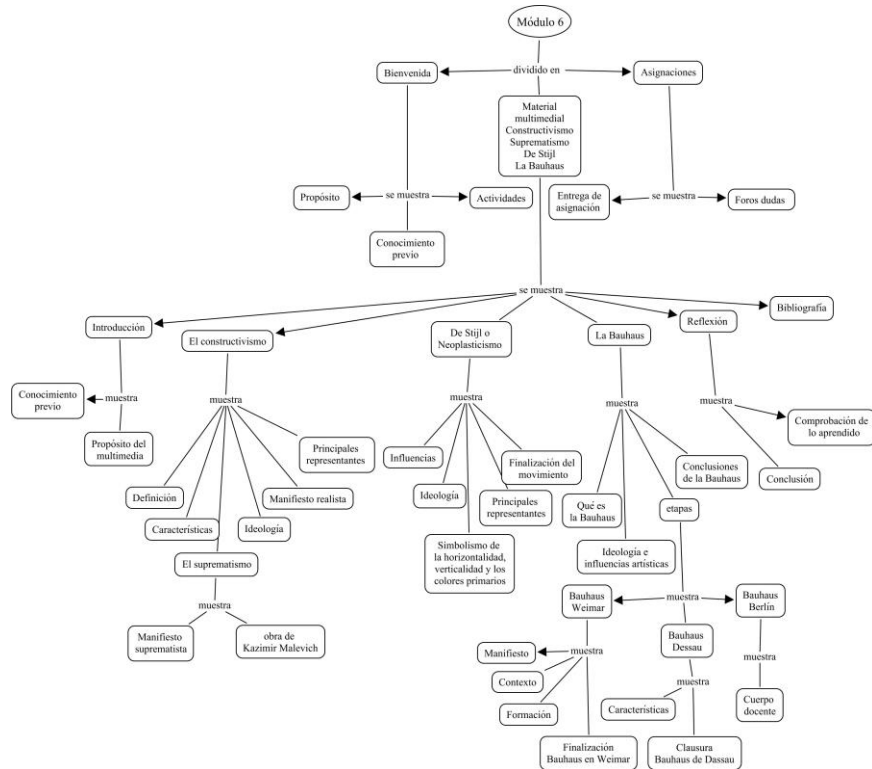 Módulo 6
Bienvenida
dividido en
Asignaciones
Material
multimedial
Constructivismo
Suprematismo
De Stijl
La Bauhaus
Propósito
se muestra
Actividades
Conocimiento
previo
Entrega de
asignación
se muestra
Foros dudas
se muestra
Bibliografía
Introducción
El constructivismo
De Stijl o
Neoplasticismo
La Bauhaus
Reflexión
Conocimiento
previo
muestra
Propósito del
multimedia
muestra
Principales
representantes
Definición
Manifiesto realista
Características
Ideología
El suprematismo
muestra
Manifiesto
suprematista
obra de
Kazimir Malevich
muestra
Influencias
Finalización del
movimiento
Ideología
Principales
representantes
Simbolismo de
la horizontalidad,
verticalidad y los
colores primarios
muestra
Conclusiones
de la Bauhaus
Qué es
la Bauhaus
etapas
Ideología e
influencias artísticas
muestra
Comprobación de
lo aprendido
Conclusión
Bauhaus
Weimar
muestra
Bauhaus
Berlín
Bauhaus
Dessau
Manifiesto
muestra
Contexto
Formación
Finalización
Bauhaus en Weimar
muestra
Características
Clausura
Bauhaus de Dassau
muestra
Cuerpo
docente